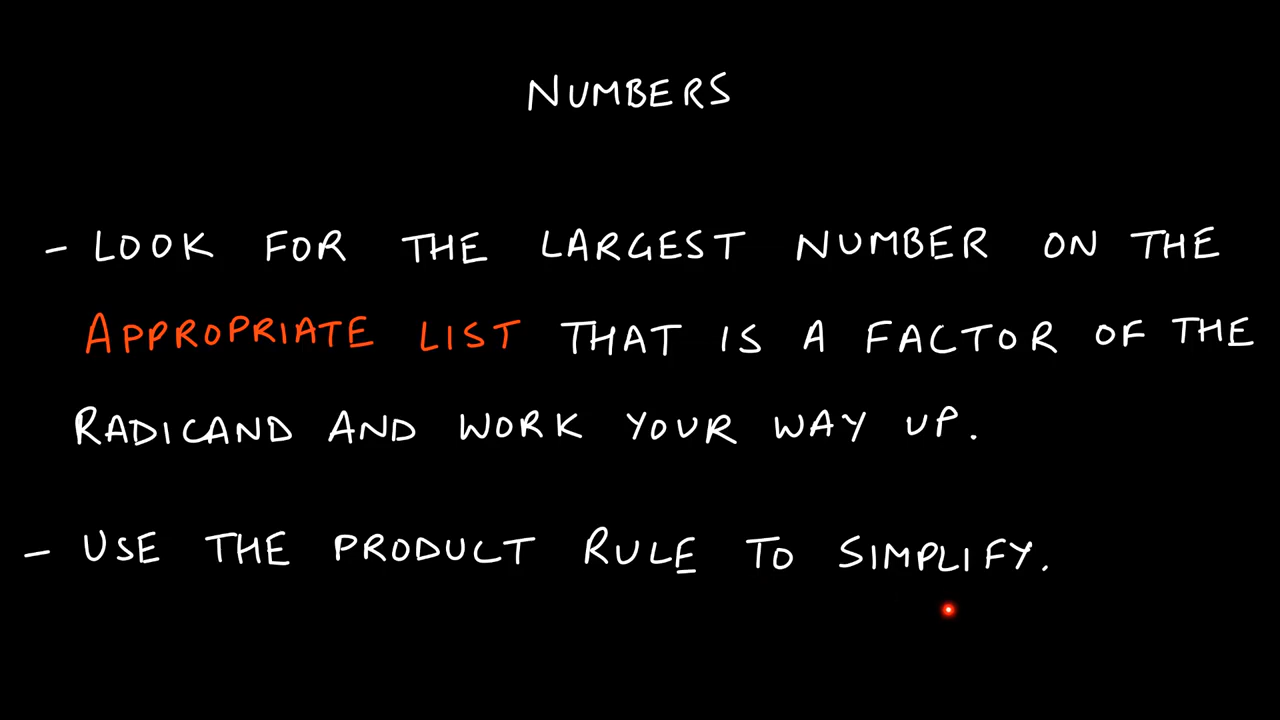 NUMBERS
- LOOK FOR THE LARGEST NUMBER ON THE
APPROPRIATE LIST THAT IS A FACTOR OF THE
RADICAND AND WORK YOUR WAY UP.
- USE THE PRODUCT RULE TO SIMPLIFY.